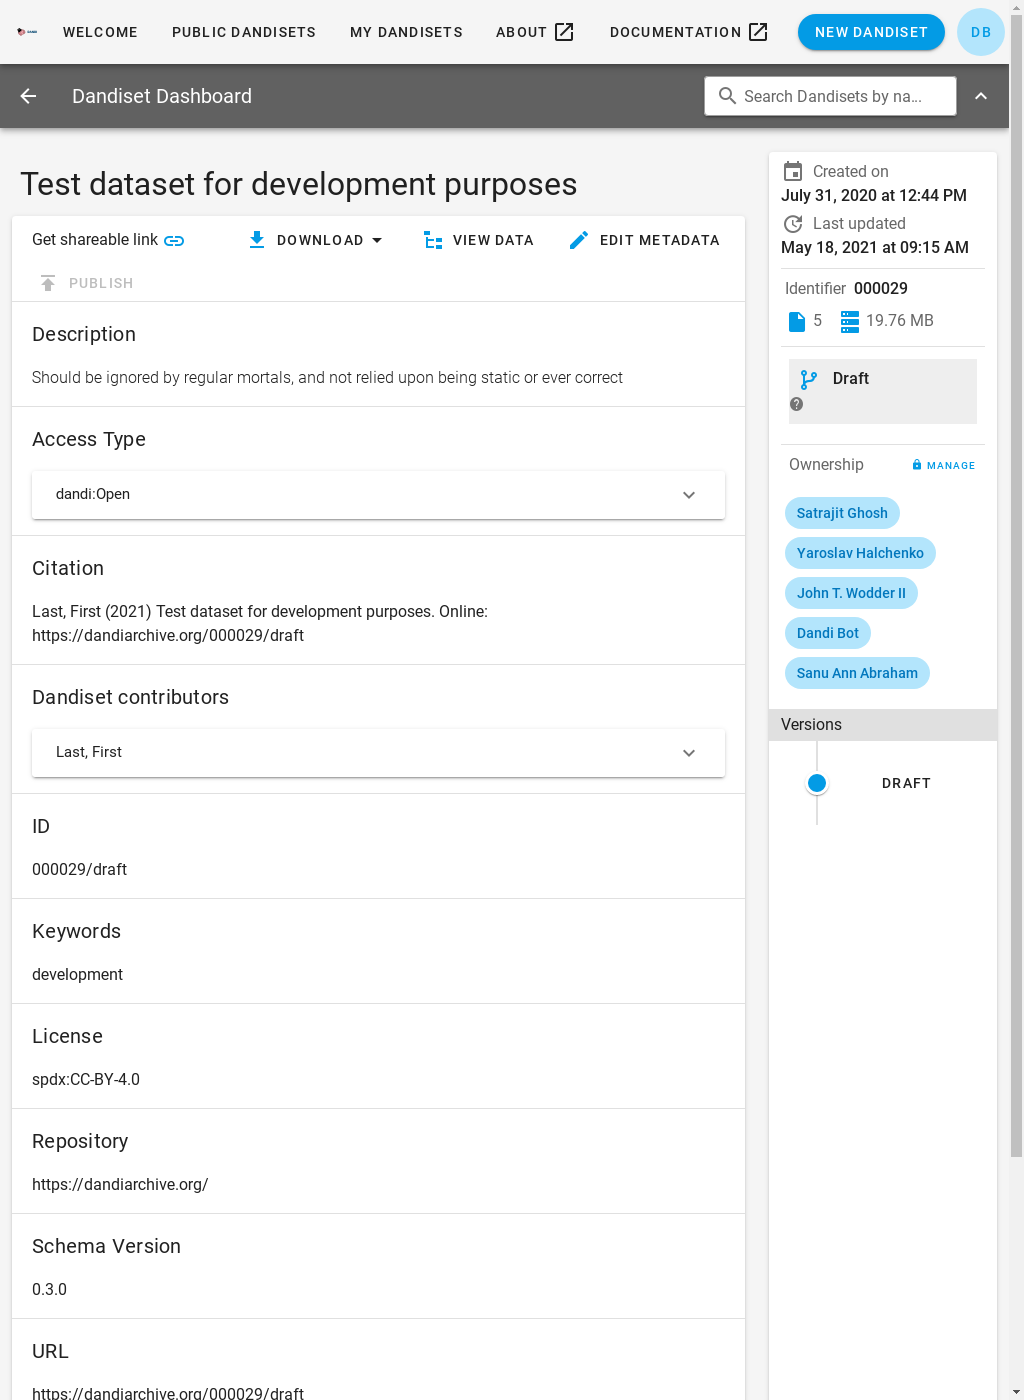 WELCOME PUBLIC DANDISETS MY DANDISETS ABOUT DOCUMENTATION NEW DANDISET DB
Dandiset Dashboard Search Dandisets by na...
Test dataset for development purposes
Get shareable link DOWNLOAD VIEW DATA EDIT METADATA
PUBLISH
Description
Should be ignored by regular mortals, and not relied upon being static or ever correct
Access Type
dandi:Open
Citation
Last, First (2021) Test dataset for development purposes. Online:
https://dandiarchive.org/000029/draft
Dandiset contributors
Last, First
ID
000029/draft
Keywords
development
License
spdx:CC-BY-4.0
Repository
https://dandiarchive.org/
Schema Version
0.3.0
URL
https://dandiarchive.org/000029/draft
Created on
July 31, 2020 at 12:44 PM
Last updated
May 18, 2021 at 09:15 AM
Identifier 000029
5 19.76 MB
Draft
Ownership MANAGE
Satrajit Ghosh
Yaroslav Halchenko
John T. Wodder II
Dandi Bot
Sanu Ann Abraham
Versions
DRAFT